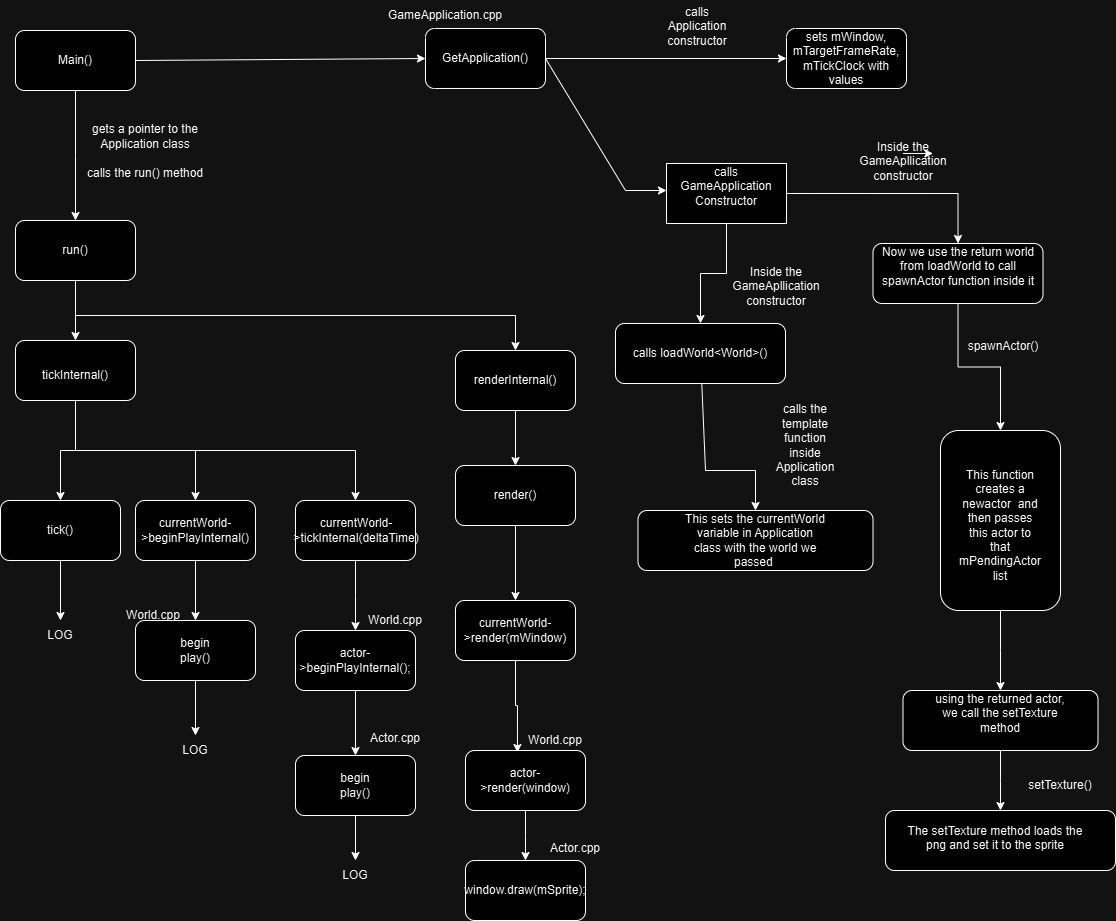 GameApplication.cpp
calls
Application
constructor
Main()
GetApplication()
sets mWindow,
mTargetFrameRate,
mTickClock with
values
gets a pointer to the
Application class
calls the run() method
Inside the
GameApllication
constructor
calls
GameApplication
Constructor
run()
Now we use the return world
from loadWorld to call
spawnActor function inside it
Inside the
GameApllication
constructor
calls loadWorld<World>()
spawnActor()
tickInternal()
renderInternal()
calls the
template
function
inside
Application
class
This function
creates a
newactor and
then passes
this actor to
that
mPendingActor
list
render()
tick()
currentWorld-
>beginPlayInternal()
currentWorld-
>tickInternal(deltaTime)
This sets the currentWorld
variable in Application
class with the world we
passed
World.cpp
World.cpp
LOG
begin
play()
actor-
>beginPlayInternal();
currentWorld-
>render(mWindow)
using the returned actor,
we call the setTexture
method
LOG
Actor.cpp
World.cpp
begin
play()
actor-
>render(window)
setTexture()
The setTexture method loads the
png and set it to the sprite
LOG
Actor.cpp
window.draw(mSprite);